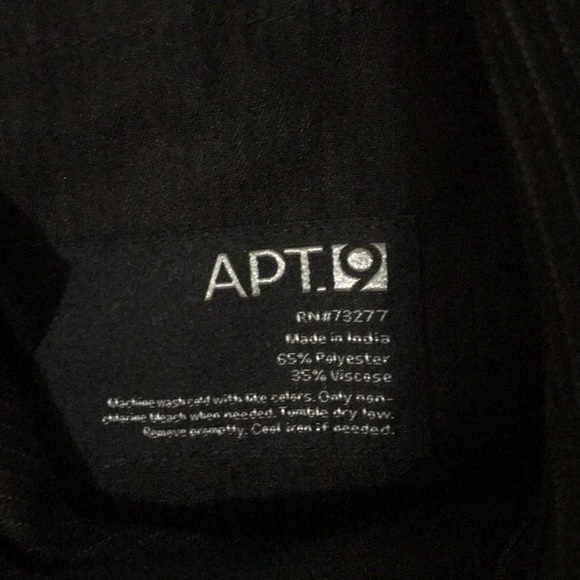 APT.9
RN#73277
Made in India
65% Polyester
35% Viscose
Machine wash cold with like colors. Only non-
chlorine bleach when needed. Tumble dry low.
Remove promptly. Cool iron if needed.